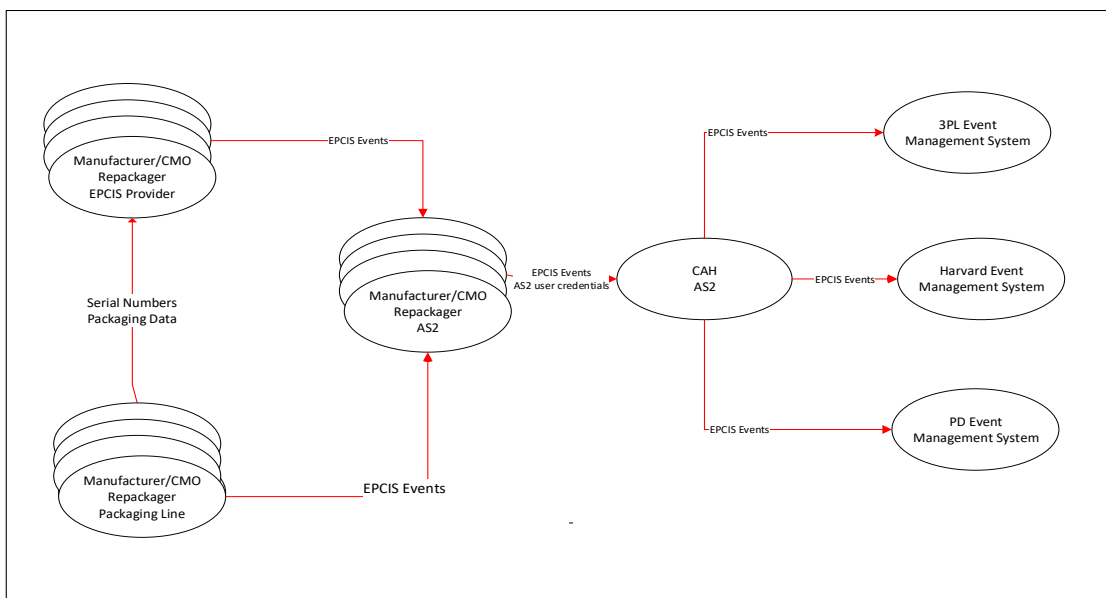 EPCIS Events
Manufacturer/CMO
Repackager
EPCIS Provider
Serial Numbers
Packaging Data
Manufacturer/CMO
Repackager
Packaging Line
EPCIS Events
Manufacturer/CMO
Repackager
AS2
EPCIS Events
AS2 user credentials
CAH
AS2
EPCIS Events
3PL Event
Management System
EPCIS Events
Harvard Event
Management System
EPCIS Events
PD Event
Management System
-